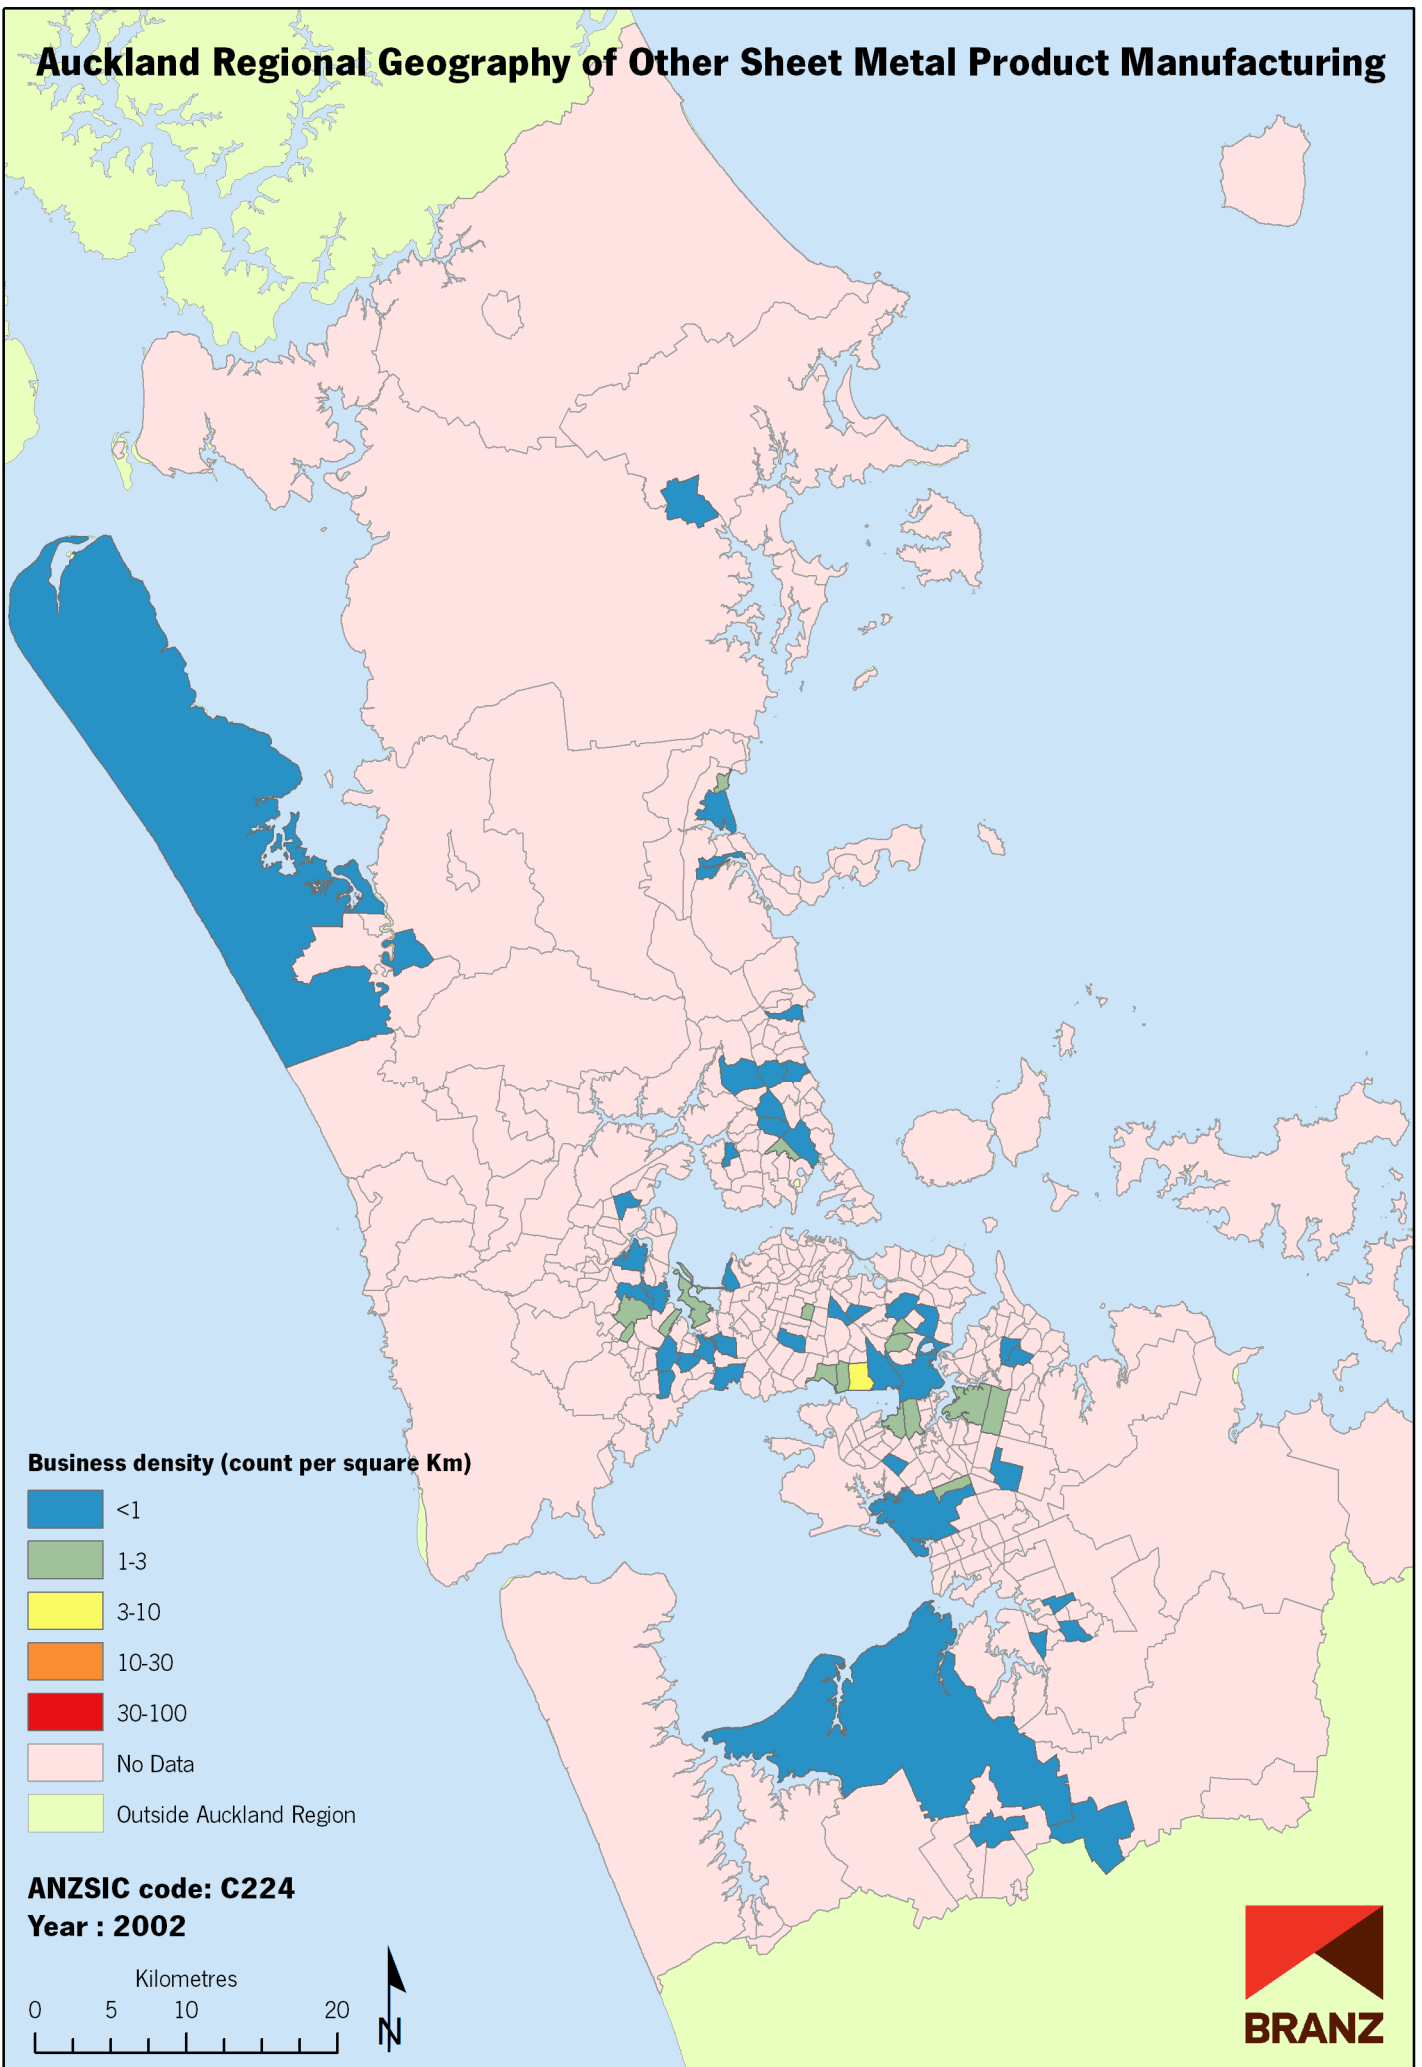 Auckland Regional Geography of Other Sheet Metal Product Manufacturing
Business density (count per square Km)
<1
1-3
3-10
10-30
30-100
No Data
Outside Auckland Region
ANZSIC code: C224
Year : 2002
Kilometres
0 5 10 20
N
BRANZ